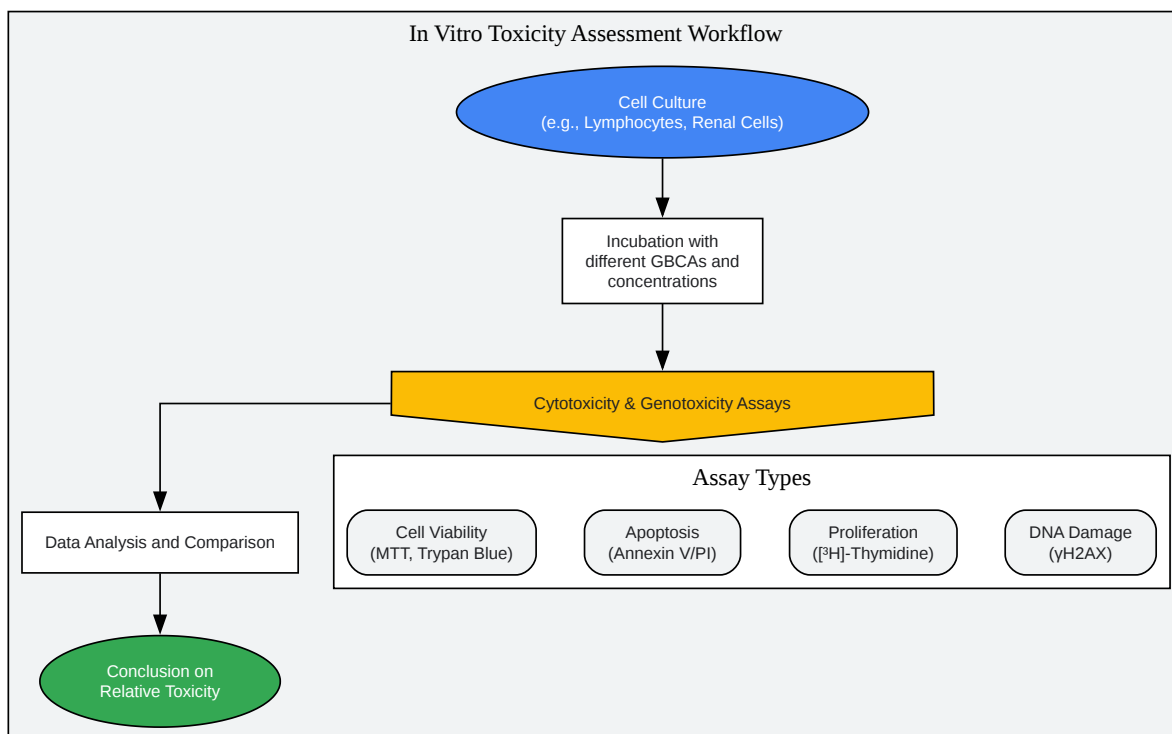 In Vitro Toxicity Assessment Workflow
Cell Culture
(e.g., Lymphocytes, Renal Cells)
Incubation with
different GBCAs and
concentrations
Cytotoxicity & Genotoxicity Assays
Assay Types
Cell Viability
(MTT, Trypan Blue)
Apoptosis
(Annexin V/PI)
Proliferation
([³H]-Thymidine)
DNA Damage
(γH2AX)
Data Analysis and Comparison
Conclusion on
Relative Toxicity